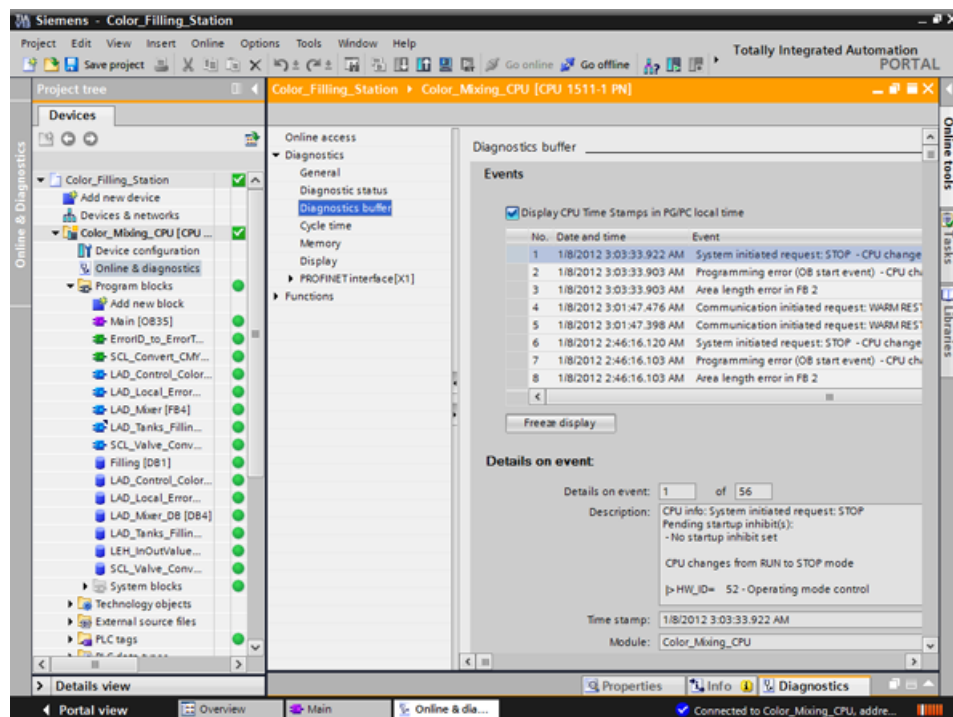 Siemens - Color_Filling_Station
Project Edit View Insert Online Options Tools Window Help
Totally Integrated Automation
PORTAL
Save project
Go online
Go offline
Project tree
Color_Filling_Station
Color_Mixing_CPU [CPU 1511-1 PN]
Devices
Online & Diagnostics
Color_Filling_Station
Add new device
Devices & networks
Color_Mixing_CPU [CPU ...
Device configuration
Online & diagnostics
Program blocks
Add new block
Main [OB35]
ErrorID_to_ErrorT...
SCL_Convert_CMY...
LAD_Control_Color...
LAD_Local_Error...
LAD_Mixer [FB4]
LAD_Tanks_Fillin...
SCL_Valve_Conv...
Filling [DB1]
LAD_Control_Color...
LAD_Local_Error...
LAD_Mixer_DB [DB4]
LAD_Tanks_Fillin...
LEH_InOutValue...
SCL_Valve_Conv...
System blocks
Technology objects
External source files
PLC tags
Details view
Online access
Diagnostics
General
Diagnostic status
Diagnostics buffer
Cycle time
Memory
Display
PROFINET interface[X1]
Functions
Diagnostics buffer
Events
Display CPU Time Stamps in PG/PC local time
No. Date and time Event
1 1/8/2012 3:03:33.922 AM System initiated request: STOP - CPU change
2 1/8/2012 3:03:33.903 AM Programming error (OB start event) - CPU ch
3 1/8/2012 3:03:33.903 AM Area length error in FB 2
4 1/8/2012 3:01:47.476 AM Communication initiated request: WARM REST
5 1/8/2012 3:01:47.398 AM Communication initiated request: WARM REST
6 1/8/2012 2:46:16.120 AM System initiated request: STOP - CPU change
7 1/8/2012 2:46:16.103 AM Programming error (OB start event) - CPU ch
8 1/8/2012 2:46:16.103 AM Area length error in FB 2
Freeze display
Details on event:
Details on event: 1 of 56
Description: CPU info: System initiated request: STOP
Pending startup inhibit(s):
- No startup inhibit set
CPU changes from RUN to STOP mode
HW_ID= 52 - Operating mode control
Time stamp: 1/8/2012 3:03:33.922 AM
Module: Color_Mixing_CPU
Online tools
Tasks
Libraries
Properties
Info
Diagnostics
Portal view
Overview
Main
Online & dia...
Connected to Color_Mixing_CPU, addre...